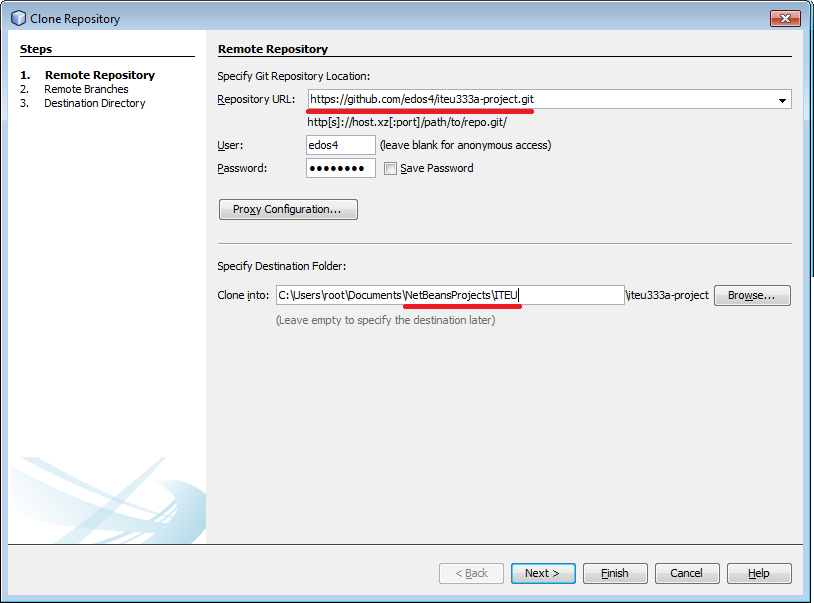 Clone Repository
Steps
1. Remote Repository
2. Remote Branches
3. Destination Directory
Remote Repository
Specify Git Repository Location:
Repository URL: https://github.com/edos4/iteu333a-project.git
http[s]://host.xz[:port]/path/to/repo.git/
User: edos4 (leave blank for anonymous access)
Password: ●●●●●●●● Save Password
Proxy Configuration...
Specify Destination Folder:
Clone into: C:\Users\root\Documents\NetBeansProjects\ITEU \iteu333a-project Browse...
(Leave empty to specify the destination later)
< Back Next > Finish Cancel Help